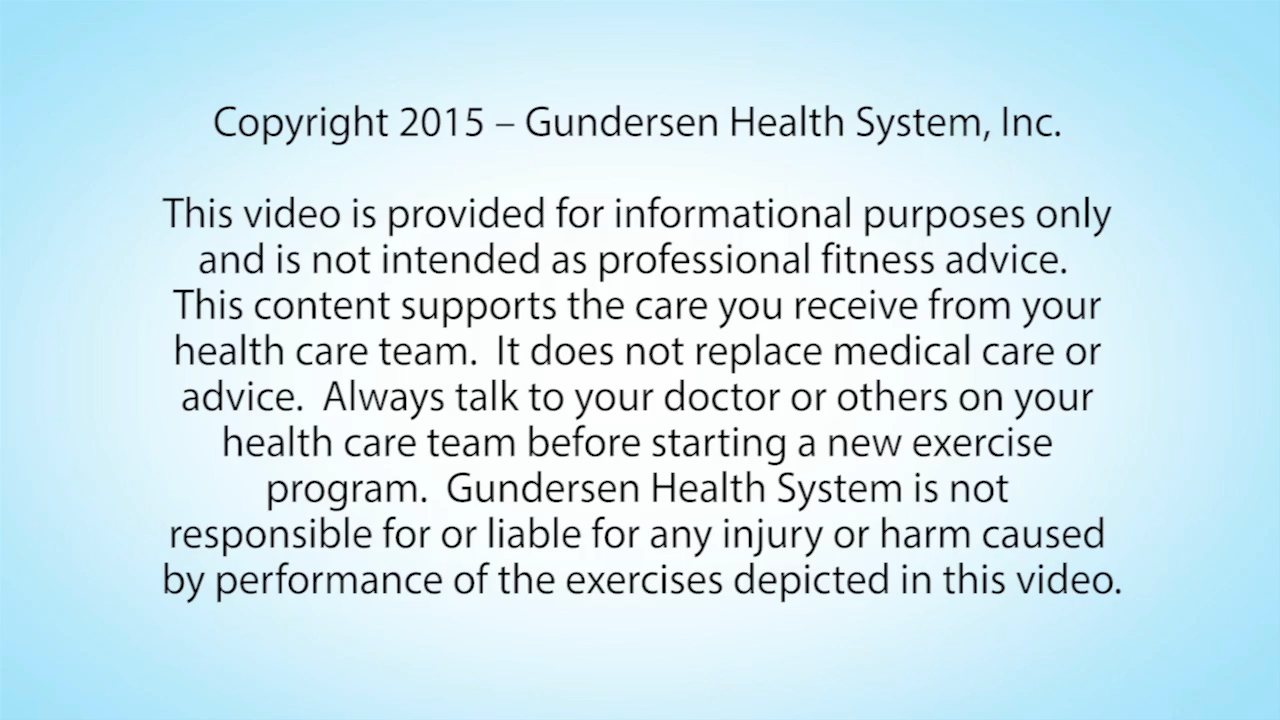 Copyright 2015 – Gundersen Health System, Inc.
This video is provided for informational purposes only
and is not intended as professional fitness advice.
This content supports the care you receive from your
health care team.  It does not replace medical care or
advice.  Always talk to your doctor or others on your
health care team before starting a new exercise
program.  Gundersen Health System is not
responsible for or liable for any injury or harm caused
by performance of the exercises depicted in this video.